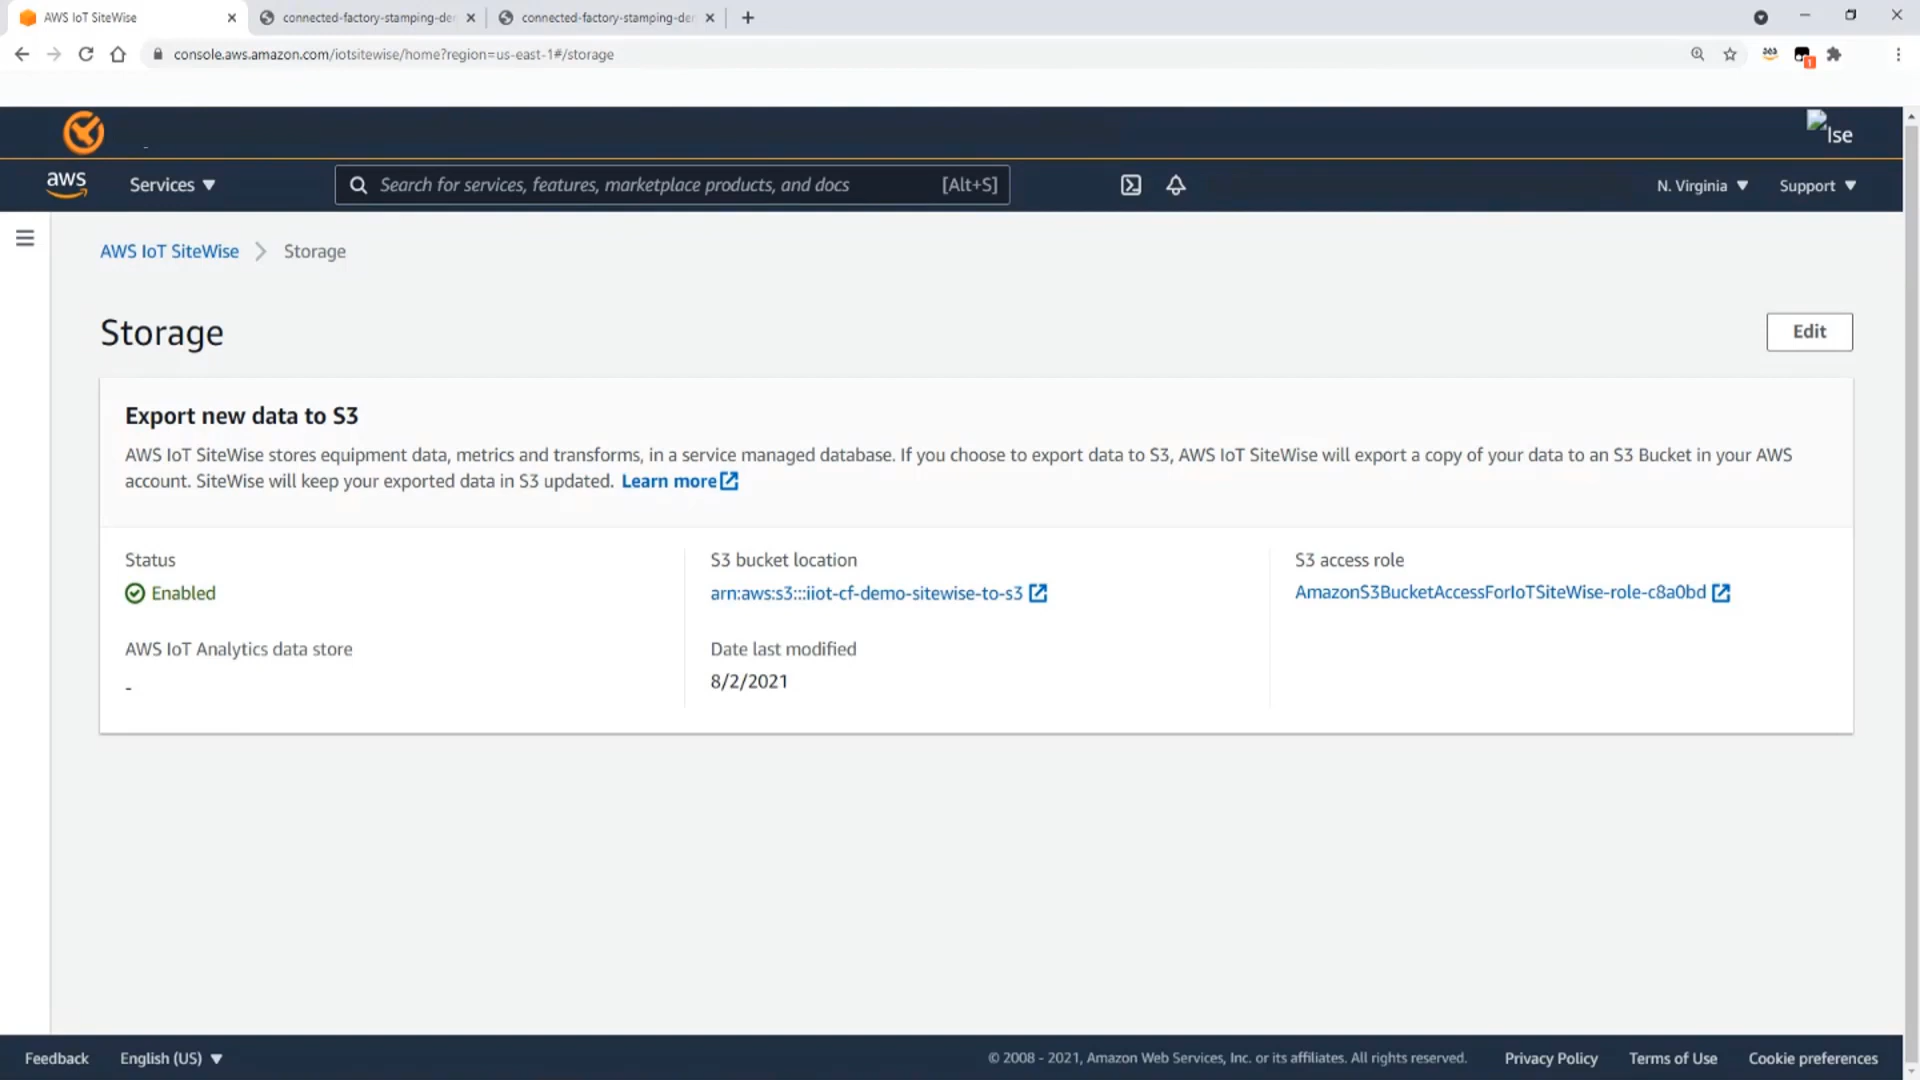 AWS IoT SiteWise
connected-factory-stamping-der
connected-factory-stamping-der
console.aws.amazon.com/iotsitewise/home?region=us-east-1#/storage
1
lse
aws
Services
Search for services, features, marketplace products, and docs
[Alt+S]
N. Virginia
Support
AWS IoT SiteWise
Storage
Storage
Edit
Export new data to S3
AWS IoT SiteWise stores equipment data, metrics and transforms, in a service managed database. If you choose to export data to S3, AWS IoT SiteWise will export a copy of your data to an S3 Bucket in your AWS
account. SiteWise will keep your exported data in S3 updated. Learn more
Status
Enabled
AWS IoT Analytics data store
-
S3 bucket location
arn:aws:s3:::iiot-cf-demo-sitewise-to-s3
Date last modified
8/2/2021
S3 access role
AmazonS3BucketAccessForIoTSiteWise-role-c8a0bd
Feedback
English (US)
© 2008 - 2021, Amazon Web Services, Inc. or its affiliates. All rights reserved.
Privacy Policy
Terms of Use
Cookie preferences